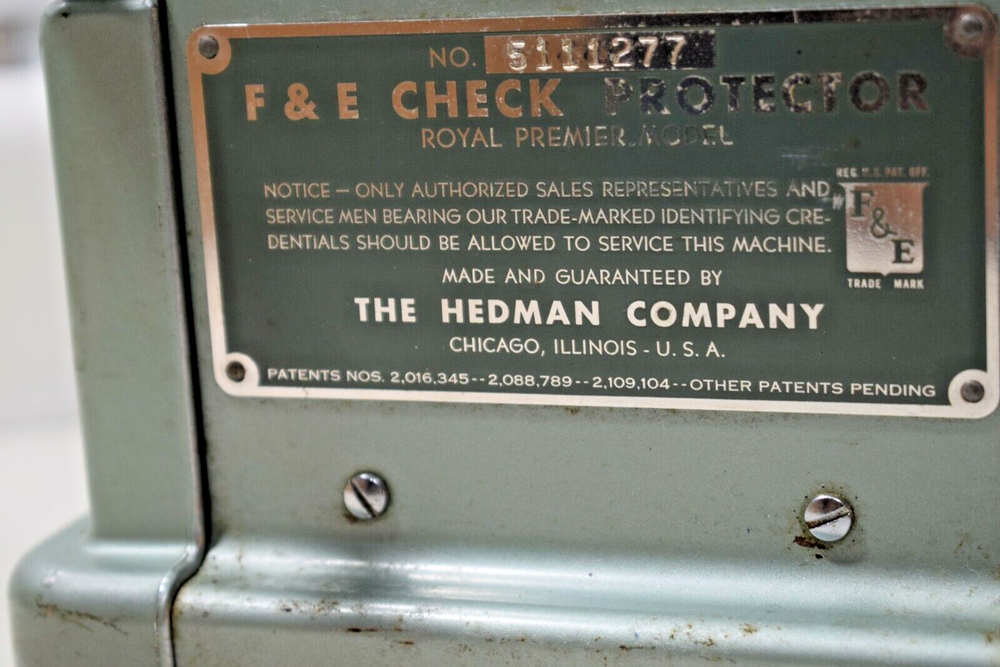 NO. 5111277
F & E CHECK PROTECTOR
ROYAL PREMIER MODEL
NOTICE — ONLY AUTHORIZED SALES REPRESENTATIVES AND
SERVICE MEN BEARING OUR TRADE-MARKED IDENTIFYING CRE-
DENTIALS SHOULD BE ALLOWED TO SERVICE THIS MACHINE.
REG. U.S. PAT. OFF.
F & E
TRADE MARK
MADE AND GUARANTEED BY
THE HEDMAN COMPANY
CHICAGO, ILLINOIS - U. S. A.
PATENTS NOS. 2,016,345--2,088,789--2,109,104--OTHER PATENTS PENDING